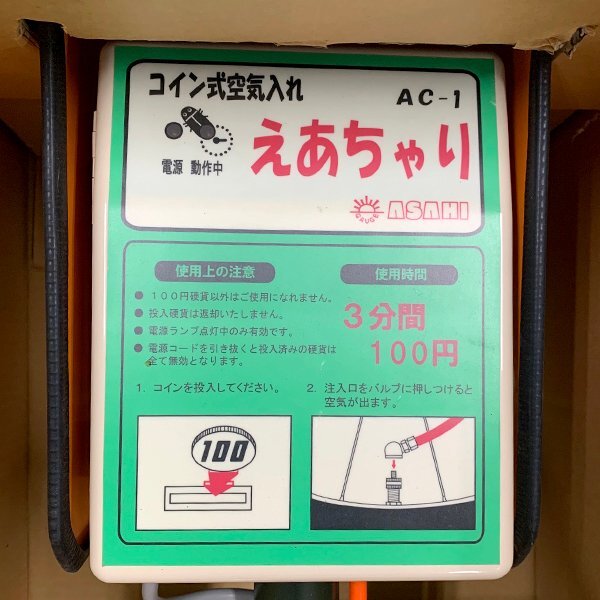 コイン式空気入れ
AC-1
電源 動作中
えあちゃり
GAUGE ASAHI
使用上の注意
● 100円硬貨以外はご使用になれません。
● 投入硬貨は返却いたしません。
● 電源ランプ点灯中のみ有効です。
● 電源コードを引き抜くと投入済みの硬貨は
全て無効となります。
使用時間
3分間
100円
1. コインを投入してください。
2. 注入口をバルブに押しつけると
空気が出ます。
100